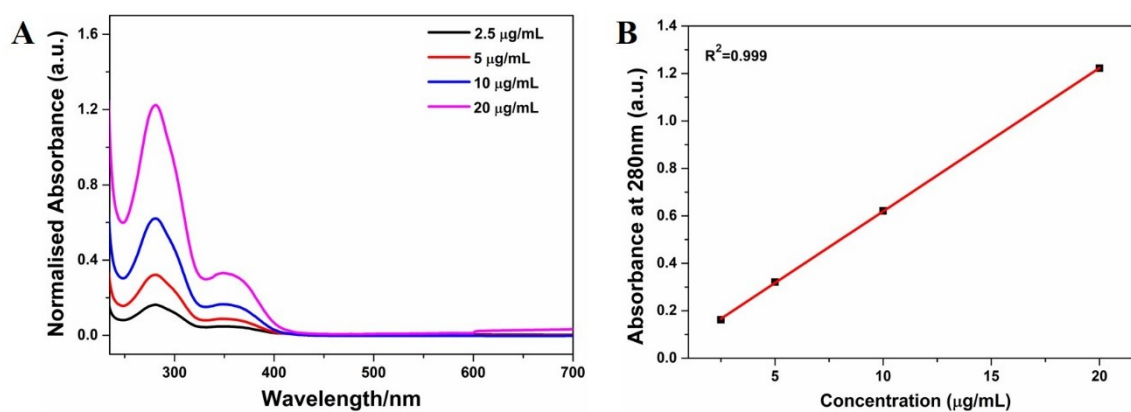 A
Normalised Absorbance (a.u.)
1.6
1.2
0.8
0.4
0.0
2.5 µg/mL
5 µg/mL
10 µg/mL
20 µg/mL
300
400
500
600
700
Wavelength/nm
B
Absorbance at 280nm (a.u.)
1.4
1.2
1.0
0.8
0.6
0.4
0.2
0.0
R²=0.999
5
10
15
20
Concentration (µg/mL)